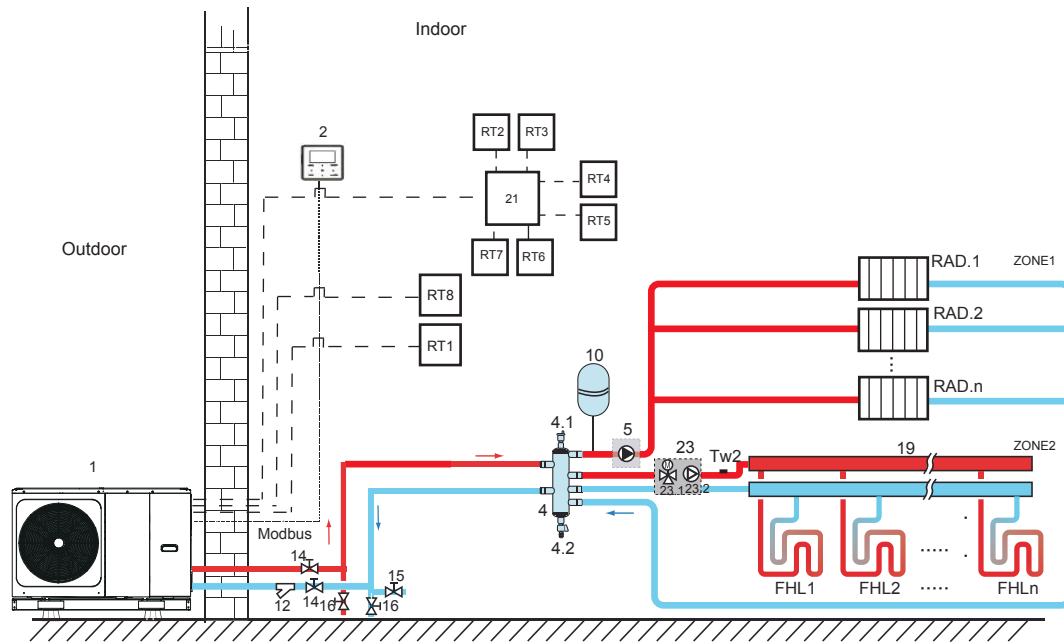 Indoor
2
RT2
RT3
RT4
21
RT5
RT7
RT6
Outdoor
RT8
RT1
RAD.1
ZONE1
RAD.2
RAD.n
10
4.1
5
23
Tw2
19
ZONE2
M
23.1
23.2
4
4.2
1
Modbus
14
15
12
14
16
16
FHL1
FHL2
FHLn